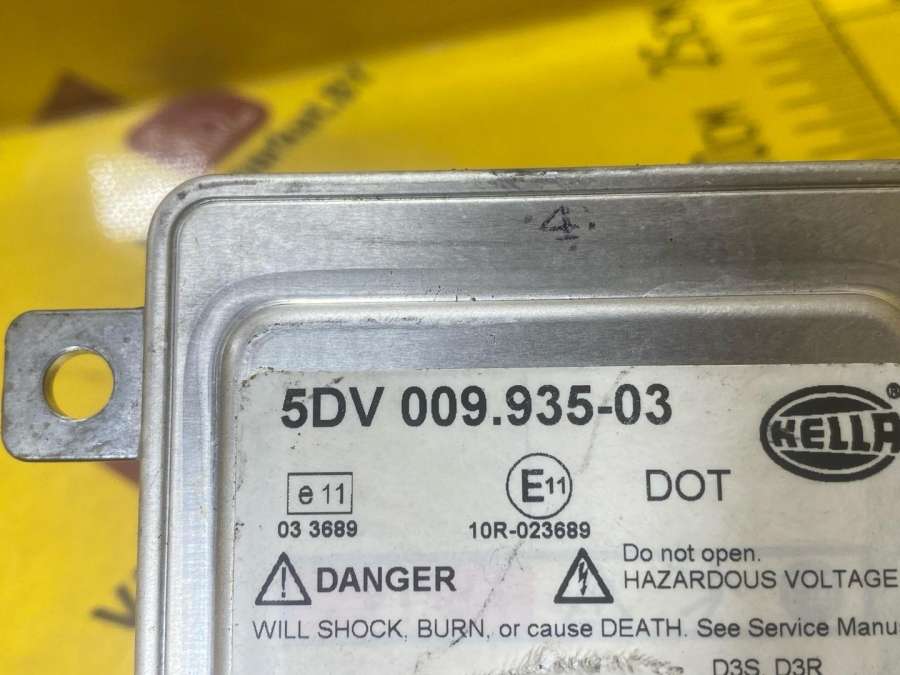 5DV 009.935-03
HELLA®
e 11
03 3689
E11
10R-023689
DOT
DANGER
Do not open.
HAZARDOUS VOLTAGE
WILL SHOCK, BURN, or cause DEATH. See Service Manu
D3S, D3R